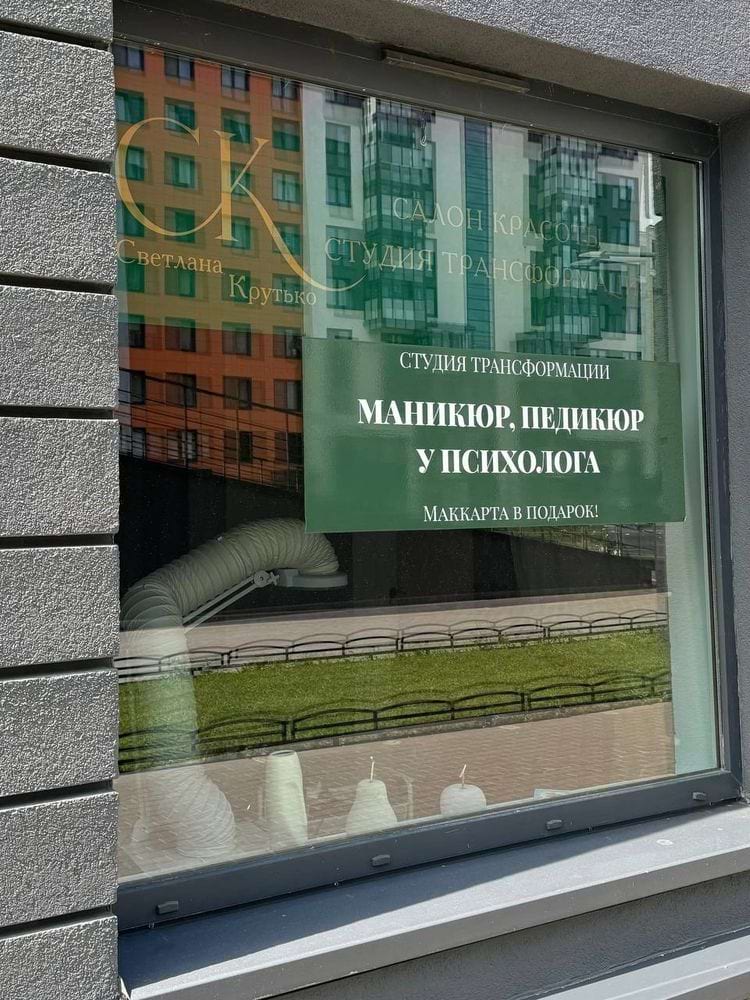 СК
Светлана
Крутько
САЛОН КРАСОТЫ
СТУДИЯ ТРАНСФОРМАЦИИ
СТУДИЯ ТРАНСФОРМАЦИИ
МАНИКЮР, ПЕДИКЮР
У ПСИХОЛОГА
МАККАРТА В ПОДАРОК!